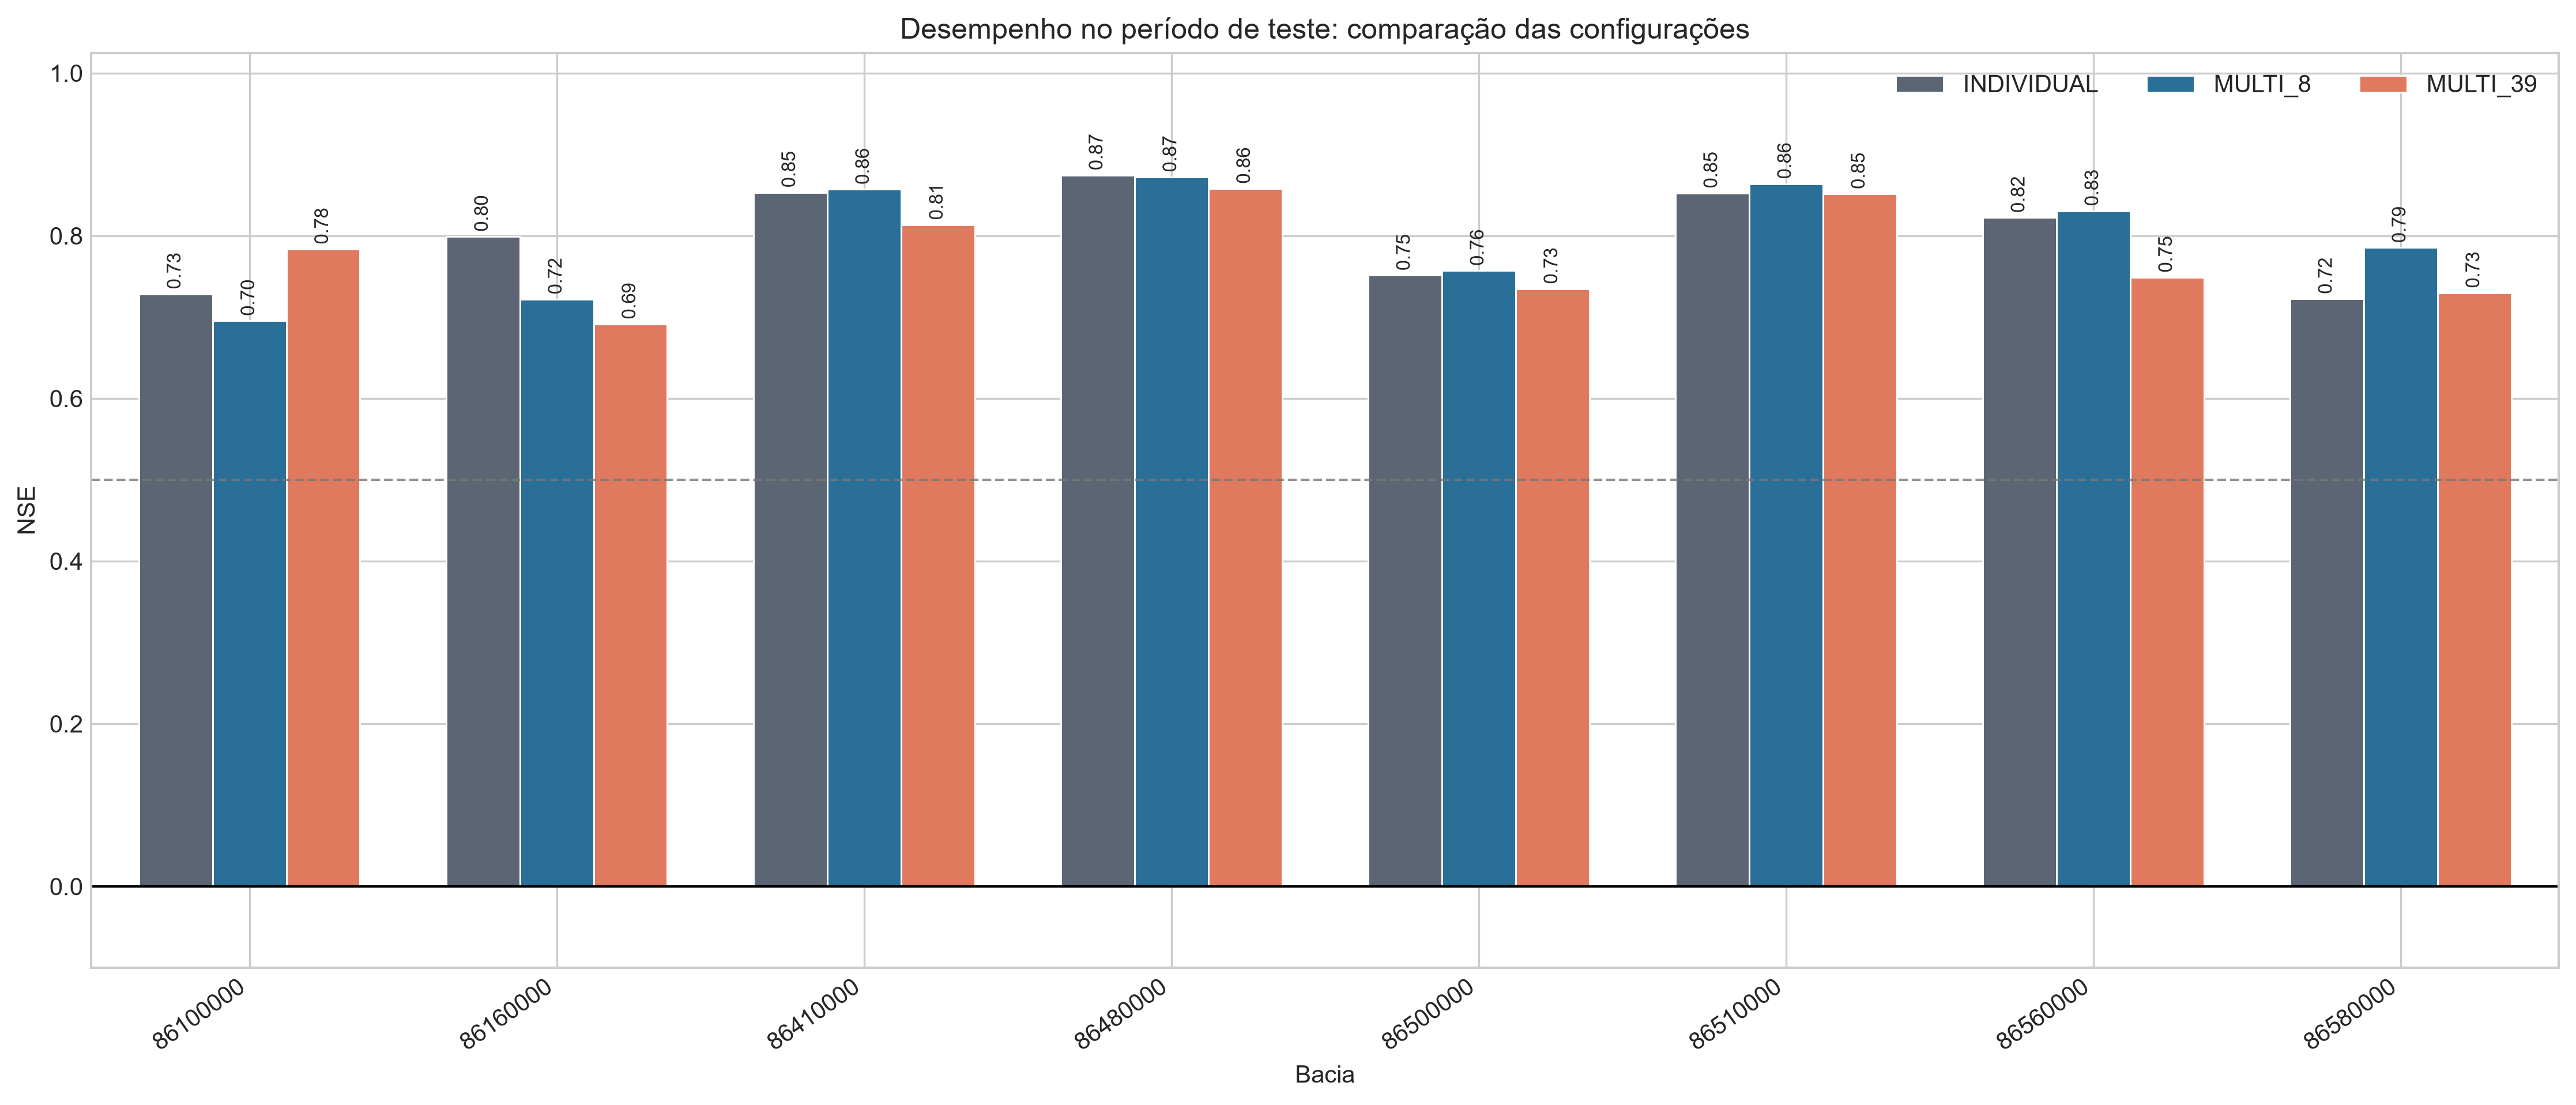 Desempenho no período de teste: comparação das configurações
INDIVIDUAL MULTI_8 MULTI_39
NSE
1.0
0.8
0.6
0.4
0.2
0.0
0.73 0.70 0.78
0.80 0.72 0.69
0.85 0.86 0.81
0.87 0.87 0.86
0.75 0.76 0.73
0.85 0.86 0.85
0.82 0.83 0.75
0.72 0.79 0.73
86100000 86160000 86410000 86480000 86500000 86510000 86560000 86580000
Bacia